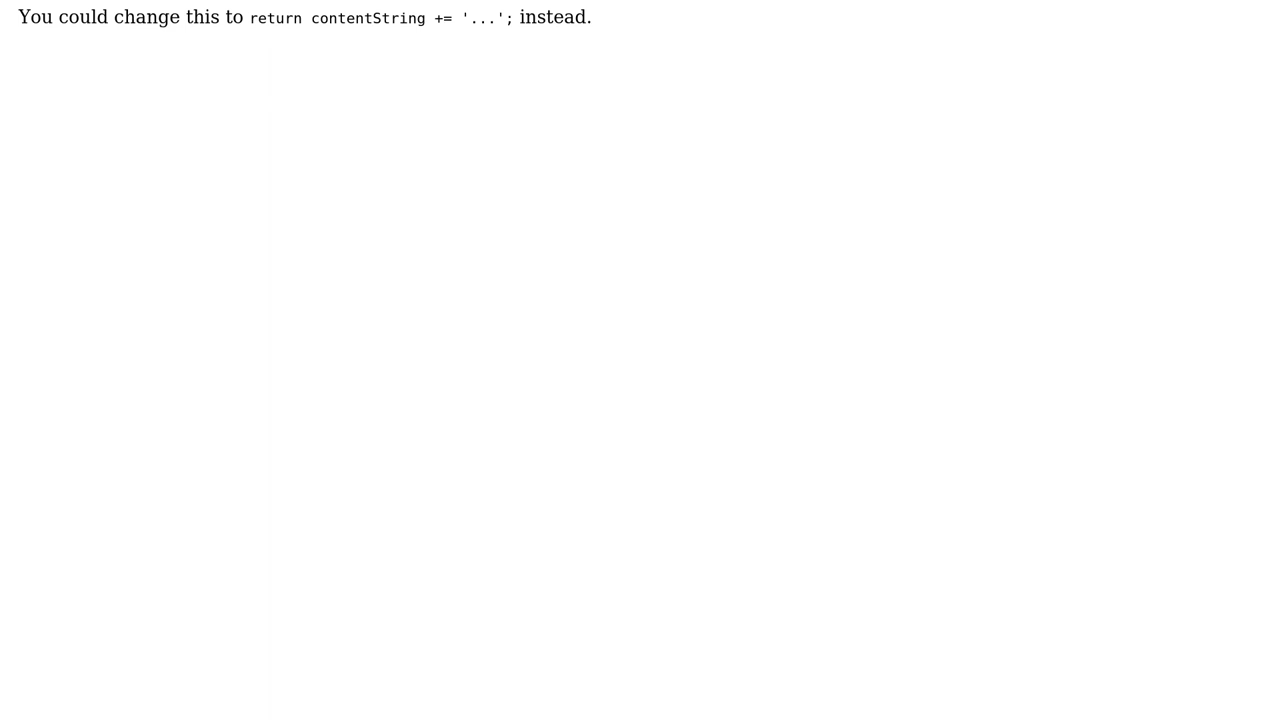 You could change this to return contentString += '...'; instead.